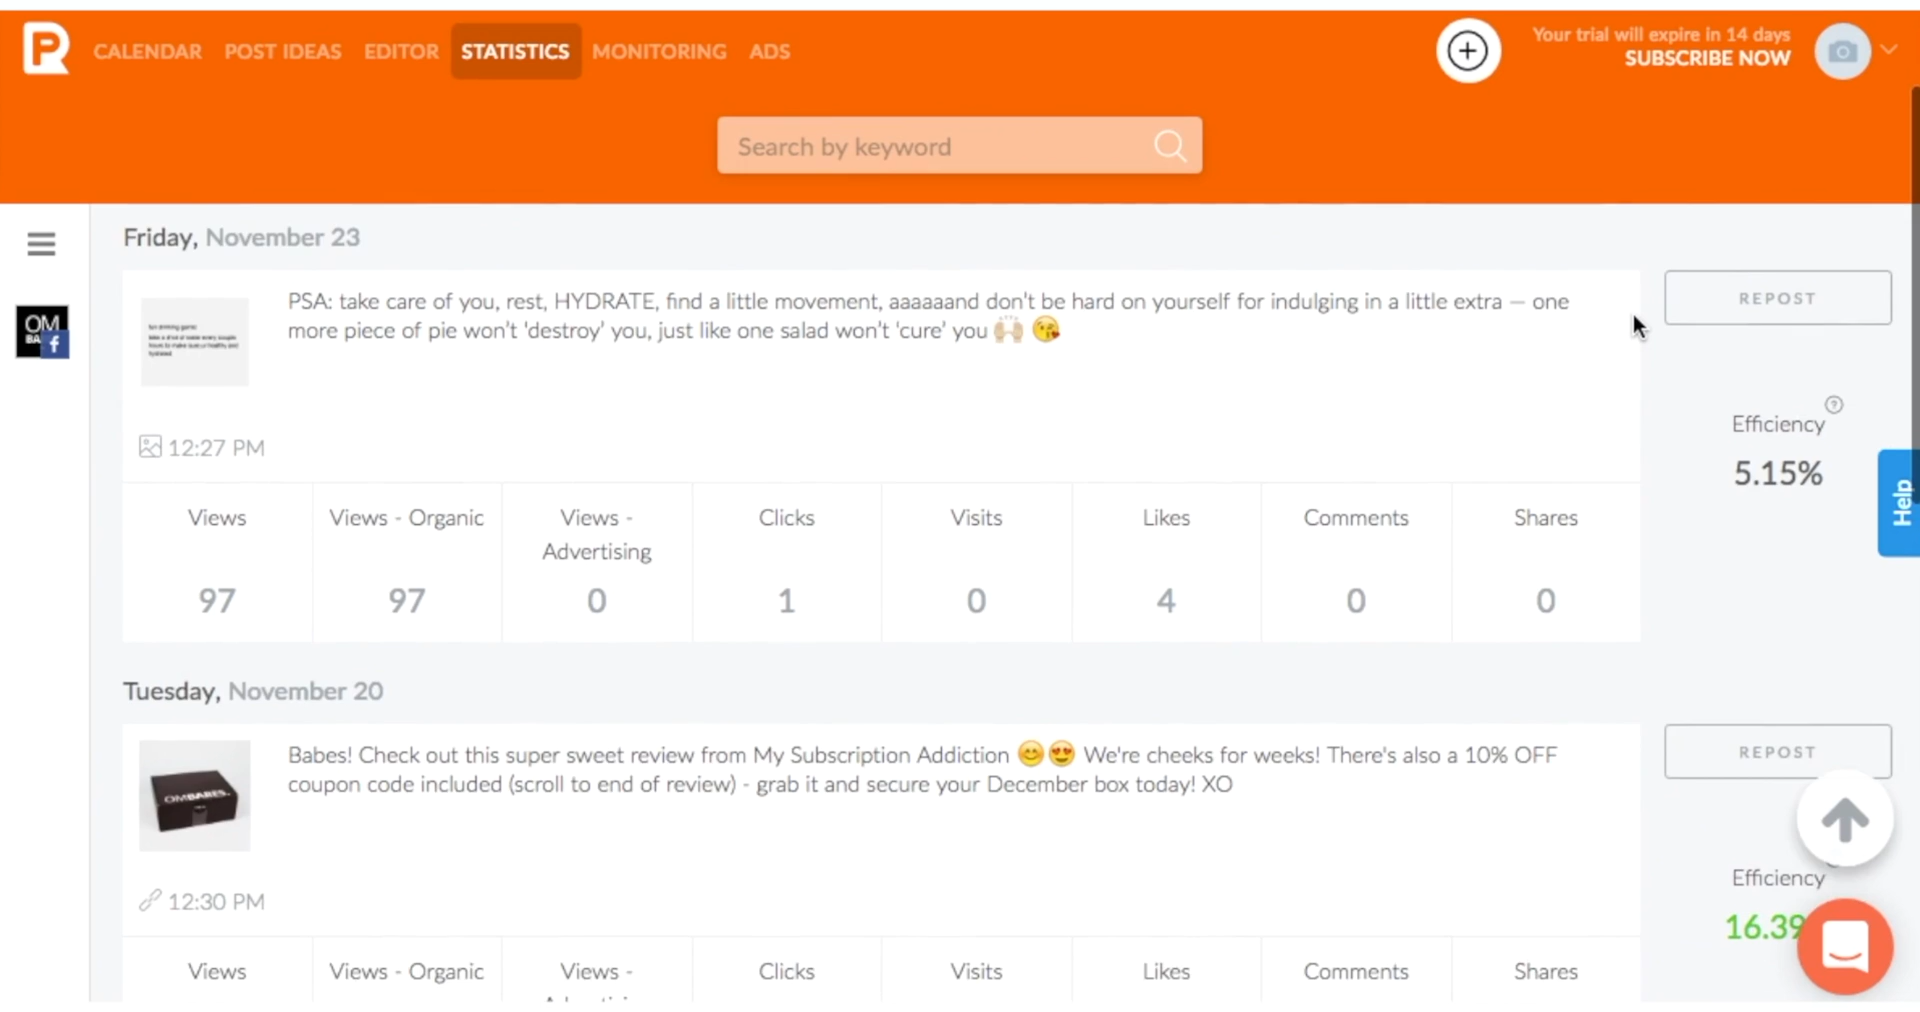 CALENDAR POST IDEAS EDITOR STATISTICS MONITORING ADS
Your trial will expire in 14 days
SUBSCRIBE NOW
Search by keyword
Friday, November 23
PSA: take care of you, rest, HYDRATE, find a little movement, aaaaaand don't be hard on yourself for indulging in a little extra — one
more piece of pie won't 'destroy' you, just like one salad won't 'cure' you 🙌🏼 😘
12:27 PM
REPOST
Efficiency
5.15%
Help
Views Views - Organic Views - Clicks Visits Likes Comments Shares
Advertising
97 97 0 1 0 4 0 0
OM
BA
Tuesday, November 20
Babes! Check out this super sweet review from My Subscription Addiction 😊😍 We're cheeks for weeks! There's also a 10% OFF
coupon code included (scroll to end of review) - grab it and secure your December box today! XO
OMBARES.
12:30 PM
REPOST
Efficiency
16.39
Views Views - Organic Views - Clicks Visits Likes Comments Shares